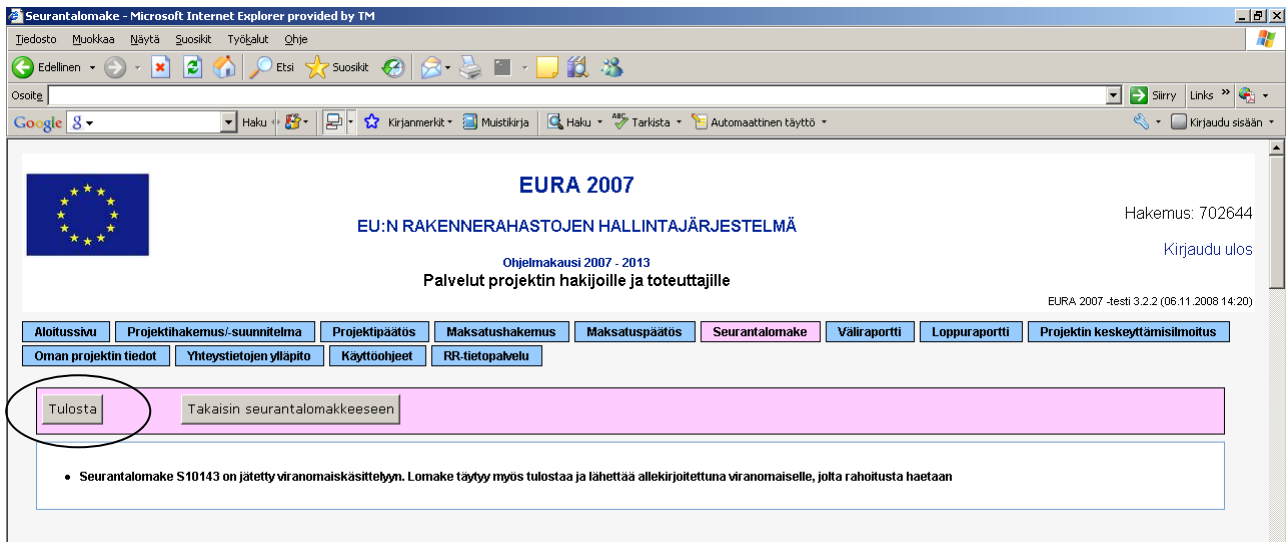 Seurantalomake - Microsoft Internet Explorer provided by TM
Tiedosto Muokkaa Näytä Suosikit Työkalut Ohje
Edellinen Etsi Suosikit
Osoite Siirry Links »
Google Haku Kirjanmerkit Muistikirja Haku Tarkista Automaattinen täyttö Kirjaudu sisään
EURA 2007
EU:N RAKENNERAHASTOJEN HALLINTAJÄRJESTELMÄ
Hakemus: 702644
Kirjaudu ulos
Ohjelmakausi 2007 - 2013
Palvelut projektin hakijoille ja toteuttajille
EURA 2007 -testi 3.2.2 (06.11.2008 14:20)
Aloitussivu Projektihakemus/-suunnitelma Projektipäätös Maksatushakemus Maksatuspäätös Seurantalomake Väliraportti Loppuraportti Projektin keskeyttämisilmoitus
Oman projektin tiedot Yhteystietojen ylläpito Käyttöohjeet RR-tietopalvelu
Tulosta Takaisin seurantalomakkeeseen
• Seurantalomake S10143 on jätetty viranomaiskäsittelyyn. Lomake täytyy myös tulostaa ja lähettää allekirjoitettuna viranomaiselle, jolta rahoitusta haetaan